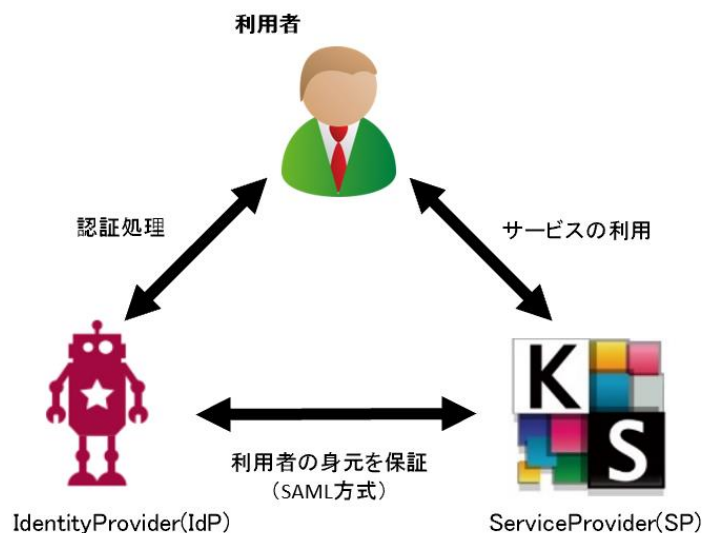 利用者
認証処理
サービスの利用
K
S
利用者の身元を保証
（SAML方式）
IdentityProvider(IdP)
ServiceProvider(SP)